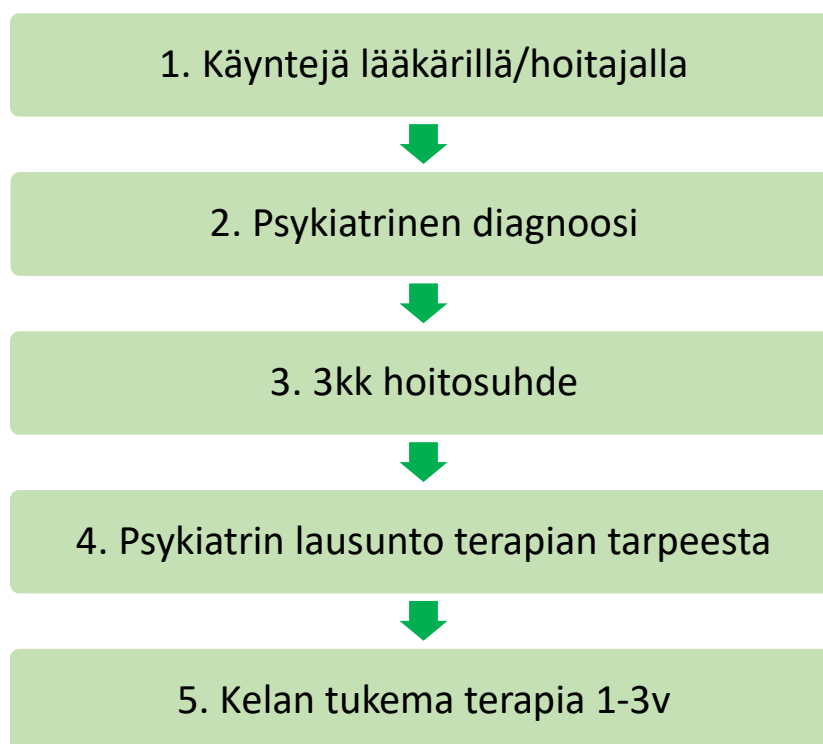 1. Käyntejä lääkärillä/hoitajalla
2. Psykiatrinen diagnoosi
3. 3kk hoitosuhde
4. Psykiatrin lausunto terapian tarpeesta
5. Kelan tukema terapia 1-3v